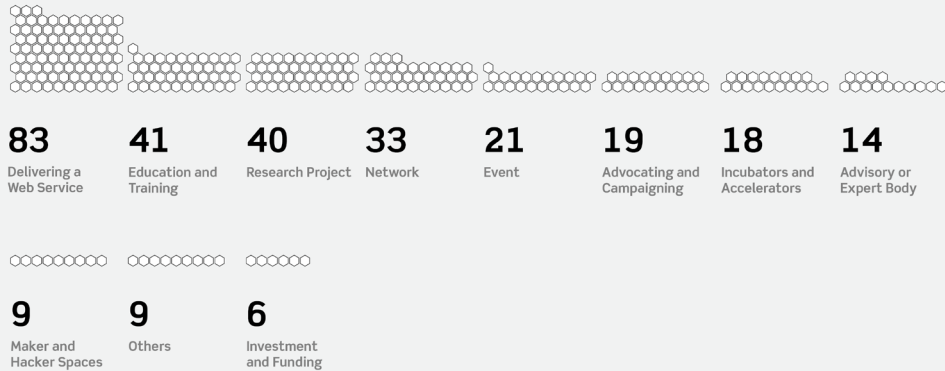 83
Delivering a
Web Service
41
Education and
Training
40
Research Project
33
Network
21
Event
19
Advocating and
Campaigning
18
Incubators and
Accelerators
14
Advisory or
Expert Body
9
Maker and
Hacker Spaces
9
Others
6
Investment
and Funding